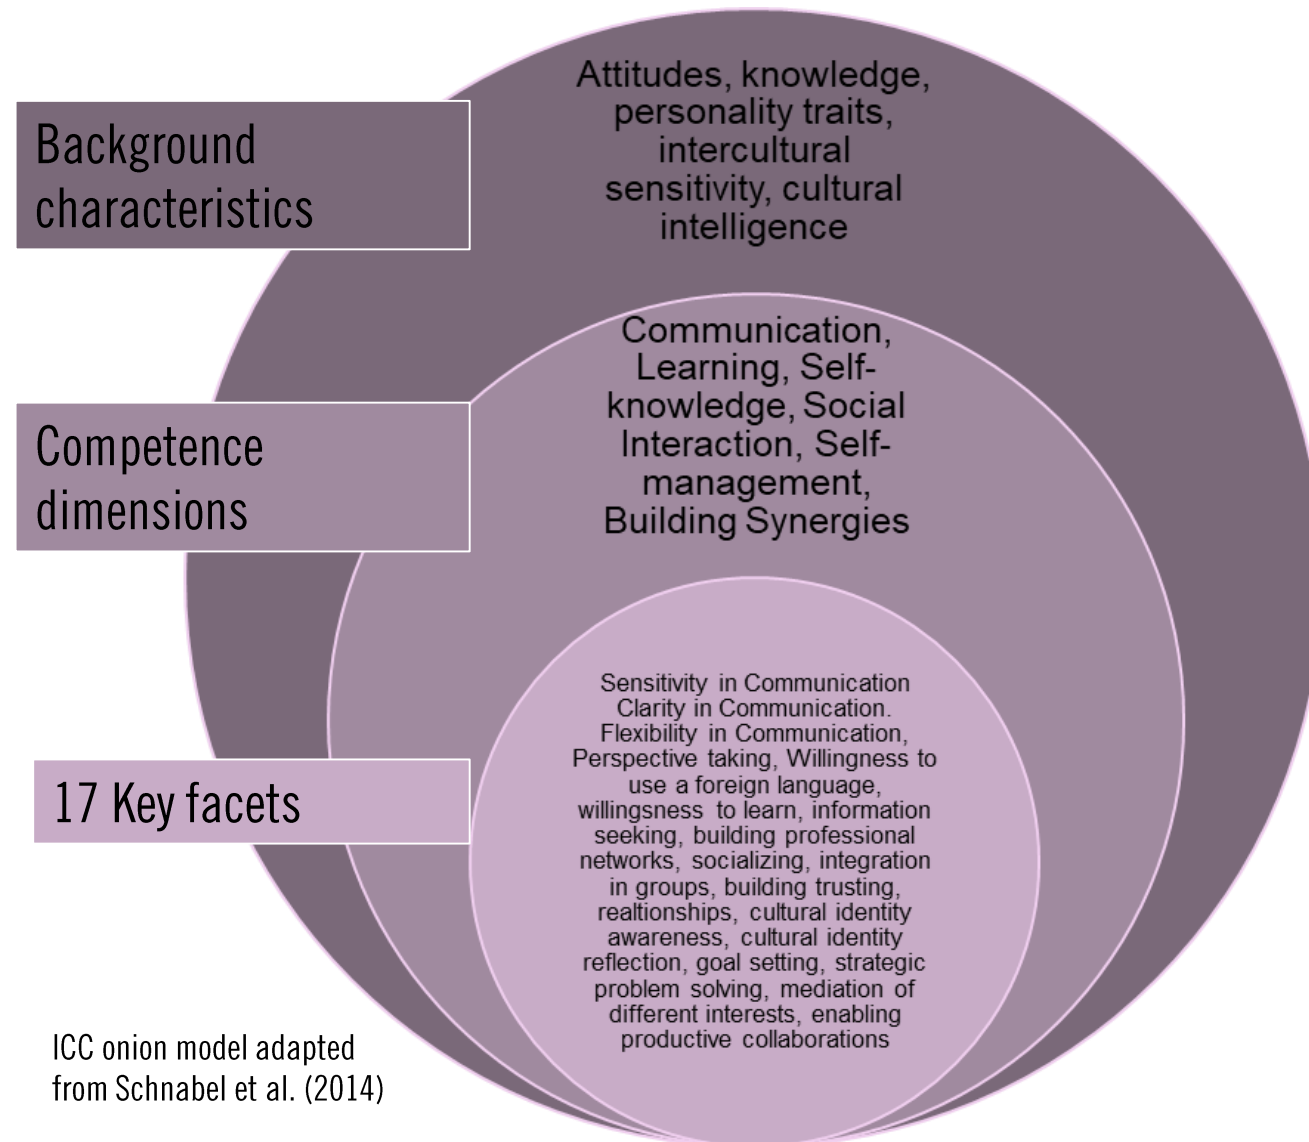 Background
characteristics
Attitudes, knowledge,
personality traits,
intercultural
sensitivity, cultural
intelligence
Competence
dimensions
Communication,
Learning, Self-
knowledge, Social
Interaction, Self-
management,
Building Synergies
17 Key facets
Sensitivity in Communication
Clarity in Communication.
Flexibility in Communication,
Perspective taking, Willingness to
use a foreign language,
willingsness to learn, information
seeking, building professional
networks, socializing, integration
in groups, building trusting,
realtionships, cultural identity
awareness, cultural identity
reflection, goal setting, strategic
problem solving, mediation of
different interests, enabling
productive collaborations
ICC onion model adapted
from Schnabel et al. (2014)